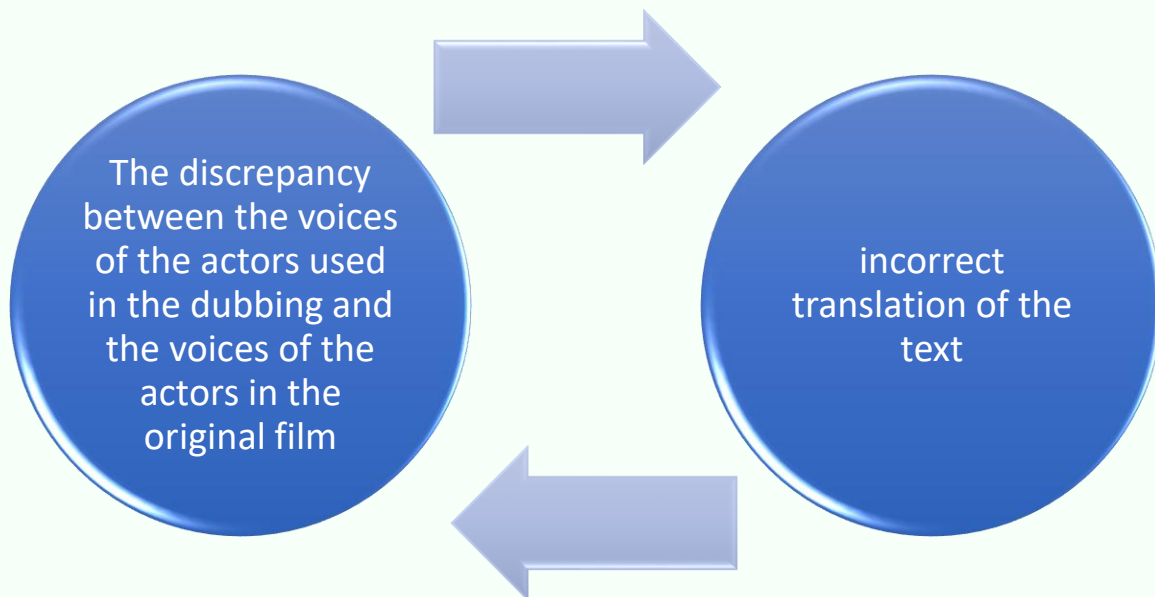 The discrepancy
between the voices
of the actors used
in the dubbing and
the voices of the
actors in the
original film
incorrect
translation of the
text